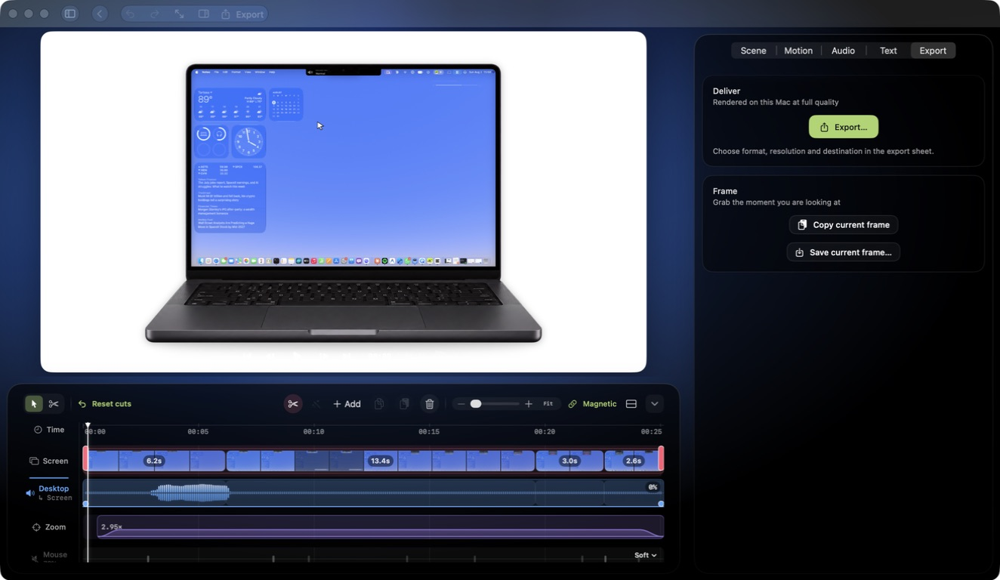 Export
Scene
Motion
Audio
Text
Export
Deliver
Rendered on this Mac at full quality
Export...
Choose format, resolution and destination in the export sheet.
Frame
Grab the moment you are looking at
Copy current frame
Save current frame...
89°
Reset cuts
Add
Fit
Magnetic
Time
00:00
00:05
00:10
00:15
00:20
00:25
Screen
6.2s
13.4s
3.0s
2.6s
Desktop
↳ Screen
0%
Zoom
2.95×
Mouse
Soft